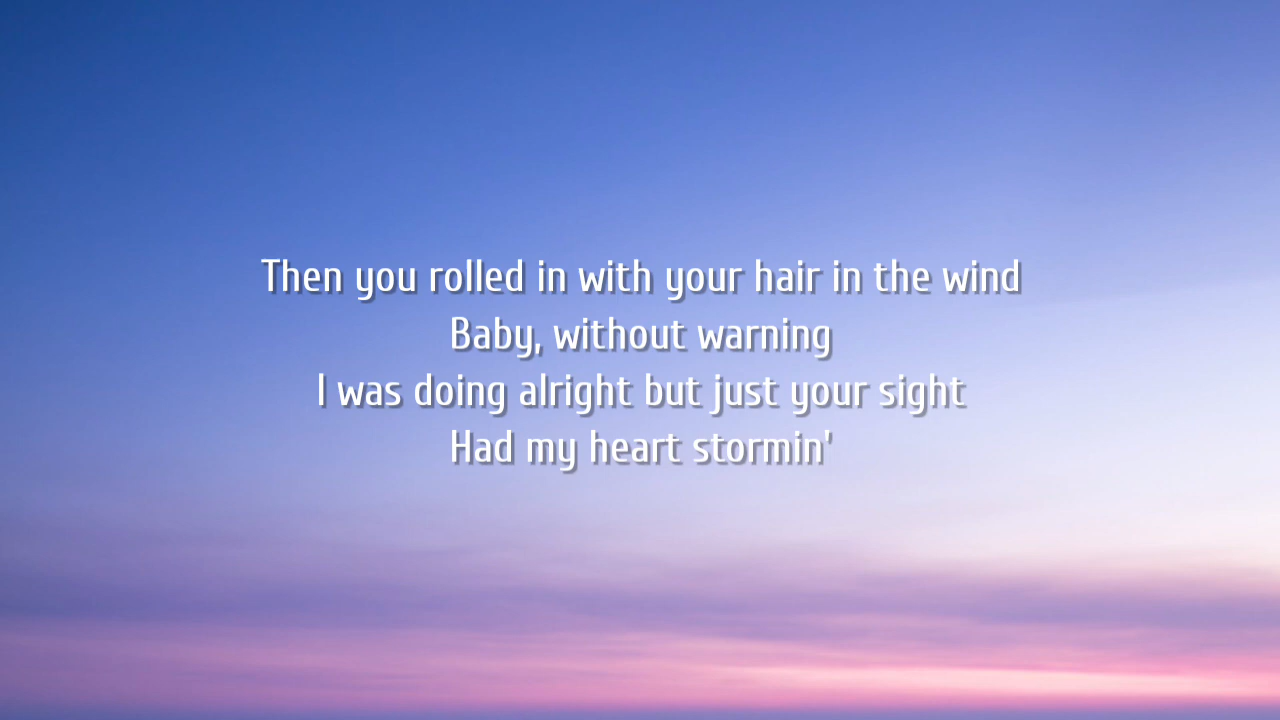 Then you rolled in with your hair in the wind
Baby, without warning
I was doing alright but just your sight
Had my heart stormin'